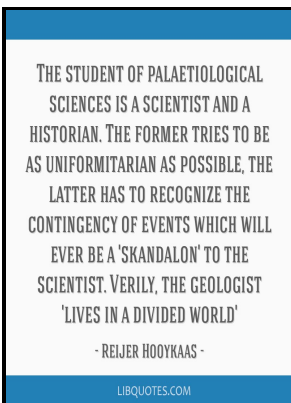 THE STUDENT OF PALAETIOLOGICAL
SCIENCES IS A SCIENTIST AND A
HISTORIAN. THE FORMER TRIES TO BE
AS UNIFORMITARIAN AS POSSIBLE, THE
LATTER HAS TO RECOGNIZE THE
CONTINGENCY OF EVENTS WHICH WILL
EVER BE A 'SKANDALON' TO THE
SCIENTIST. VERILY, THE GEOLOGIST
'LIVES IN A DIVIDED WORLD'
- REIJER HOOYKAAS -
LIBQUOTES.COM